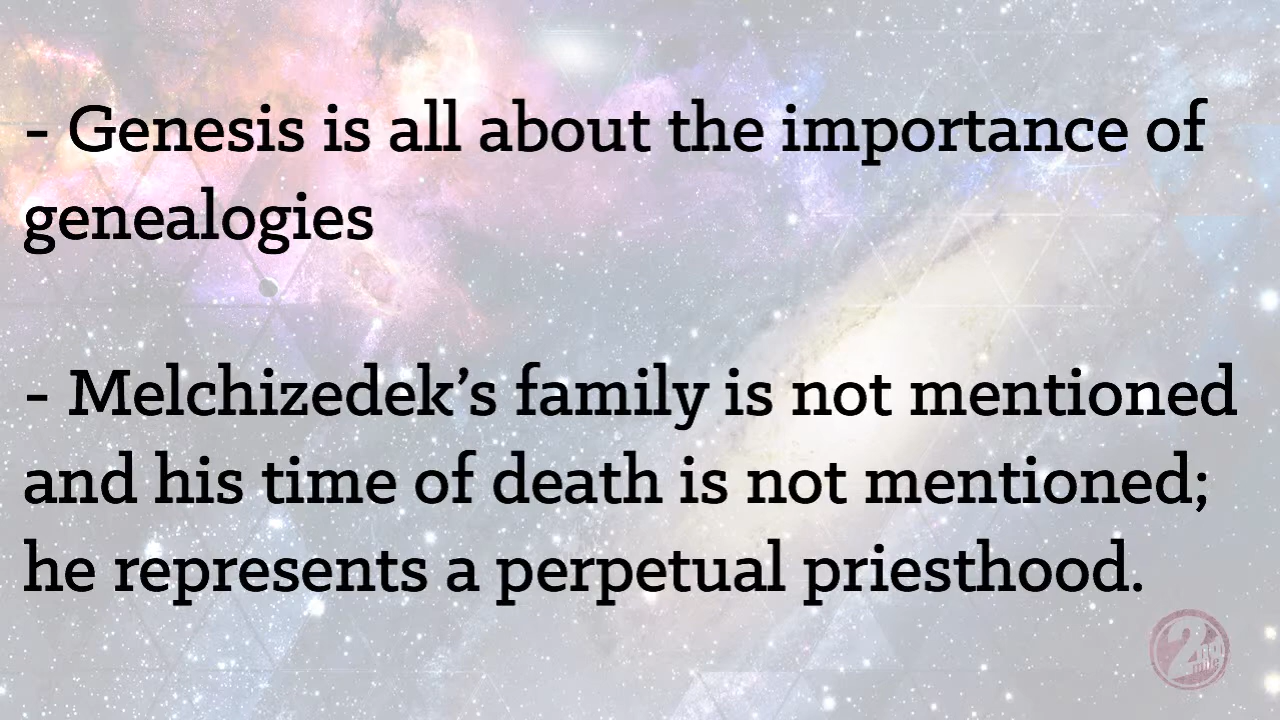 - Genesis is all about the importance of
genealogies
- Melchizedek’s family is not mentioned
and his time of death is not mentioned;
he represents a perpetual priesthood.
2